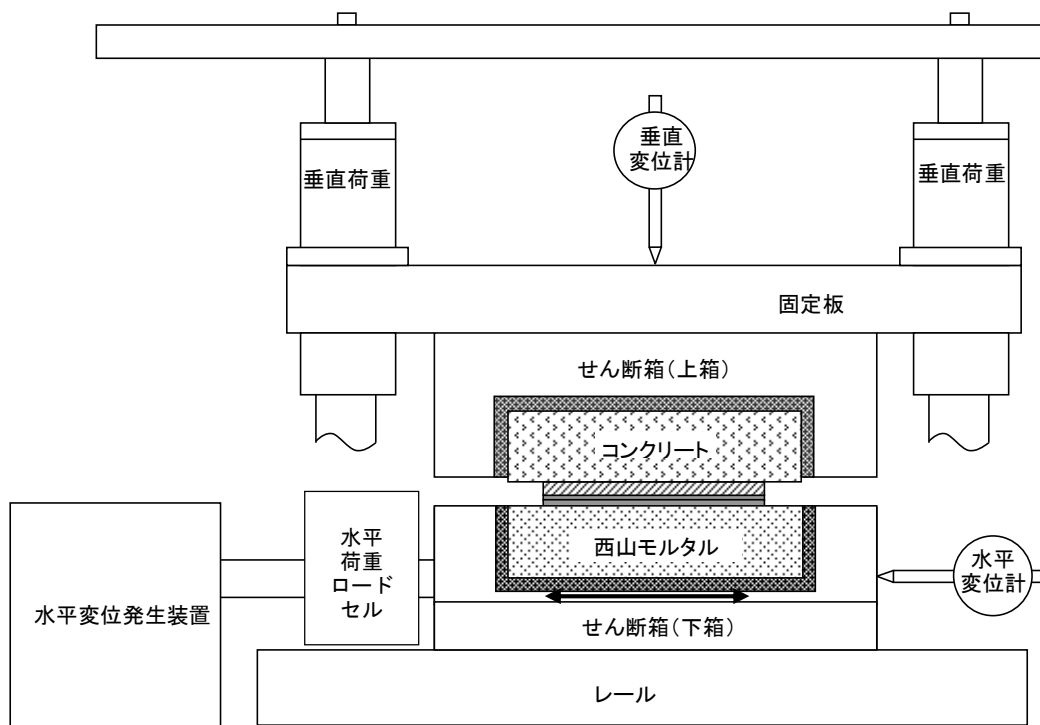 垂直
変位計
垂直荷重
垂直荷重
固定板
せん断箱(上箱)
コンクリート
水平
荷重
ロード
セル
西山モルタル
水平
変位計
水平変位発生装置
せん断箱(下箱)
レール